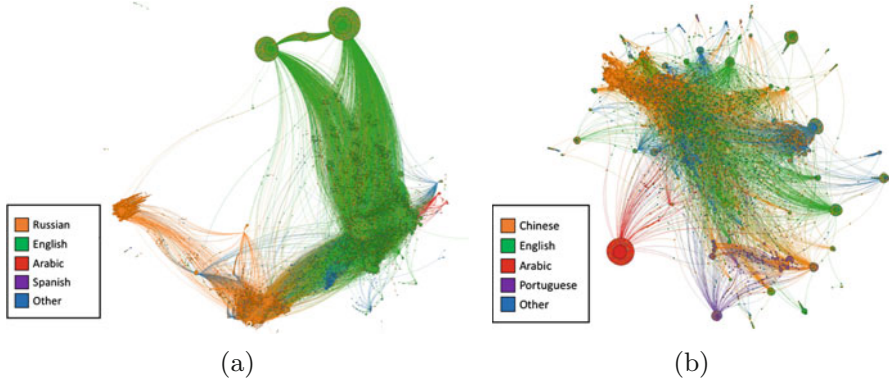 Russian
English
Arabic
Spanish
Other
(a)
Chinese
English
Arabic
Portuguese
Other
(b)